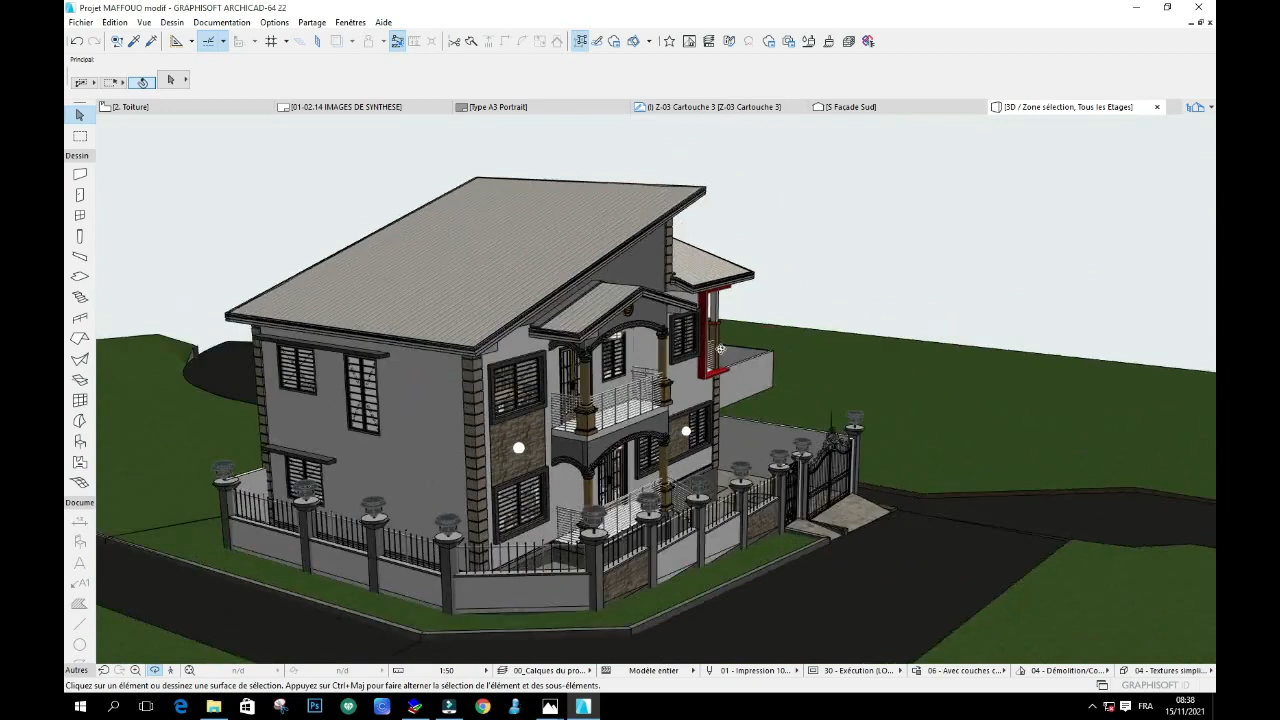 Projet MAFFOUO modif - GRAPHISOFT ARCHICAD-64 22
Fichier Édition Vue Dessin Documentation Options Partage Fenêtres Aide
Principal:
[2. Toiture] [01-02.14 IMAGES DE SYNTHESE] [Type A3 Portrait] (I) Z-03 Cartouche 3 [Z-03 Cartouche 3] [S Façade Sud] [3D / Zone sélection, Tous les Etages]
Dessin
Docume
A
A1
Autres n/d n/d 1:50 00_Calques du pro... Modèle entier 01 - Impression 10... 30 - Exécution (LO... 06 - Avec couches c... 04 - Démolition/Co... 04 - Textures simpli...
Cliquez sur un élément ou dessinez une surface de sélection. Appuyez sur Ctrl+Maj pour faire alterner la sélection de l'élément et des sous-éléments. GRAPHISOFT ID
Ps FRA 08:38
15/11/2021